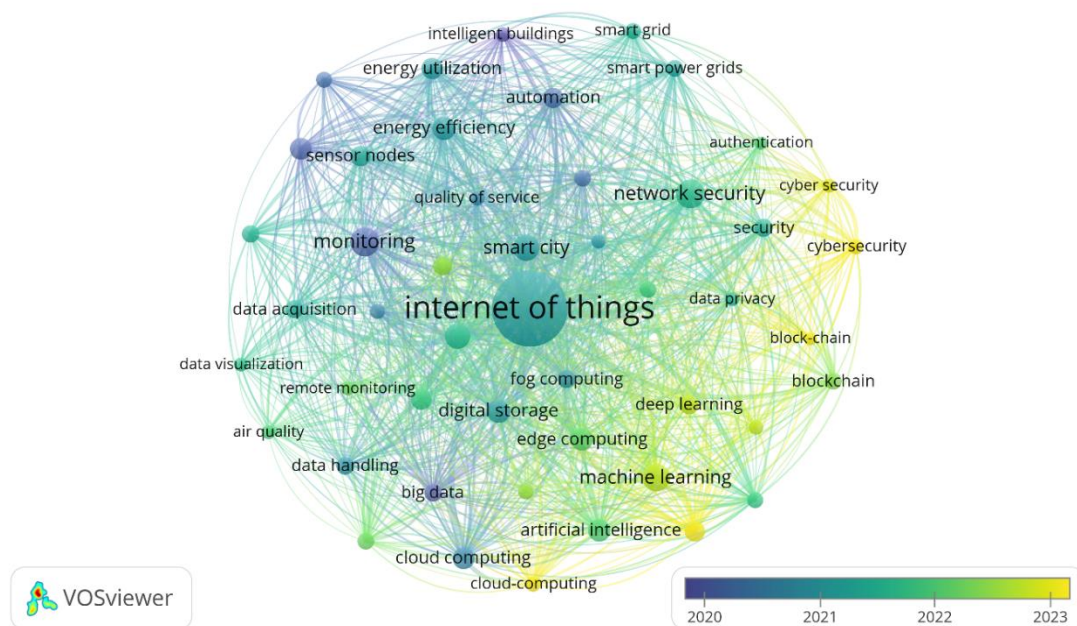 intelligent buildings
smart grid
energy utilization
smart power grids
automation
energy efficiency
authentication
sensor nodes
cyber security
quality of service
network security
security
monitoring
smart city
cybersecurity
internet of things
data privacy
data acquisition
block-chain
data visualization
fog computing
blockchain
remote monitoring
deep learning
digital storage
air quality
edge computing
data handling
machine learning
big data
artificial intelligence
cloud computing
cloud-computing
VOSviewer
2020 2021 2022 2023